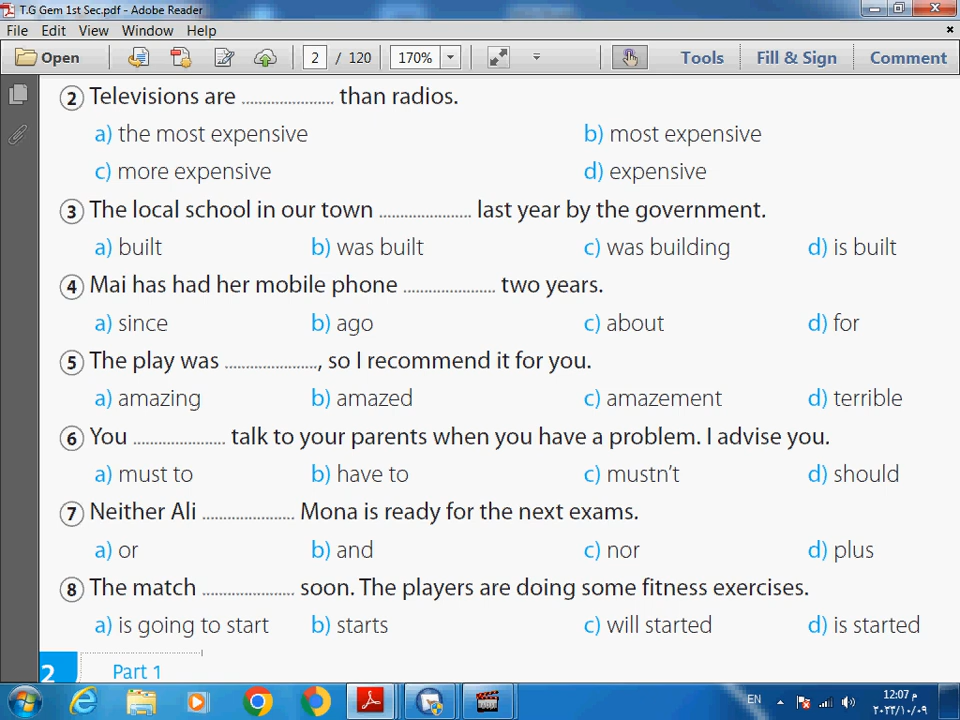 T.G Gem 1st Sec.pdf - Adobe Reader
File Edit View Window Help
Open 2 / 120 170% Tools Fill & Sign Comment
2 Televisions are ...................... than radios.
a) the most expensive b) most expensive
c) more expensive d) expensive
3 The local school in our town ...................... last year by the government.
a) built b) was built c) was building d) is built
4 Mai has had her mobile phone ...................... two years.
a) since b) ago c) about d) for
5 The play was ......................, so I recommend it for you.
a) amazing b) amazed c) amazement d) terrible
6 You ...................... talk to your parents when you have a problem. I advise you.
a) must to b) have to c) mustn't d) should
7 Neither Ali ...................... Mona is ready for the next exams.
a) or b) and c) nor d) plus
8 The match ...................... soon. The players are doing some fitness exercises.
a) is going to start b) starts c) will started d) is started
2 Part 1
EN 12:07 م
٢٠٢٣/١٠/٠٩